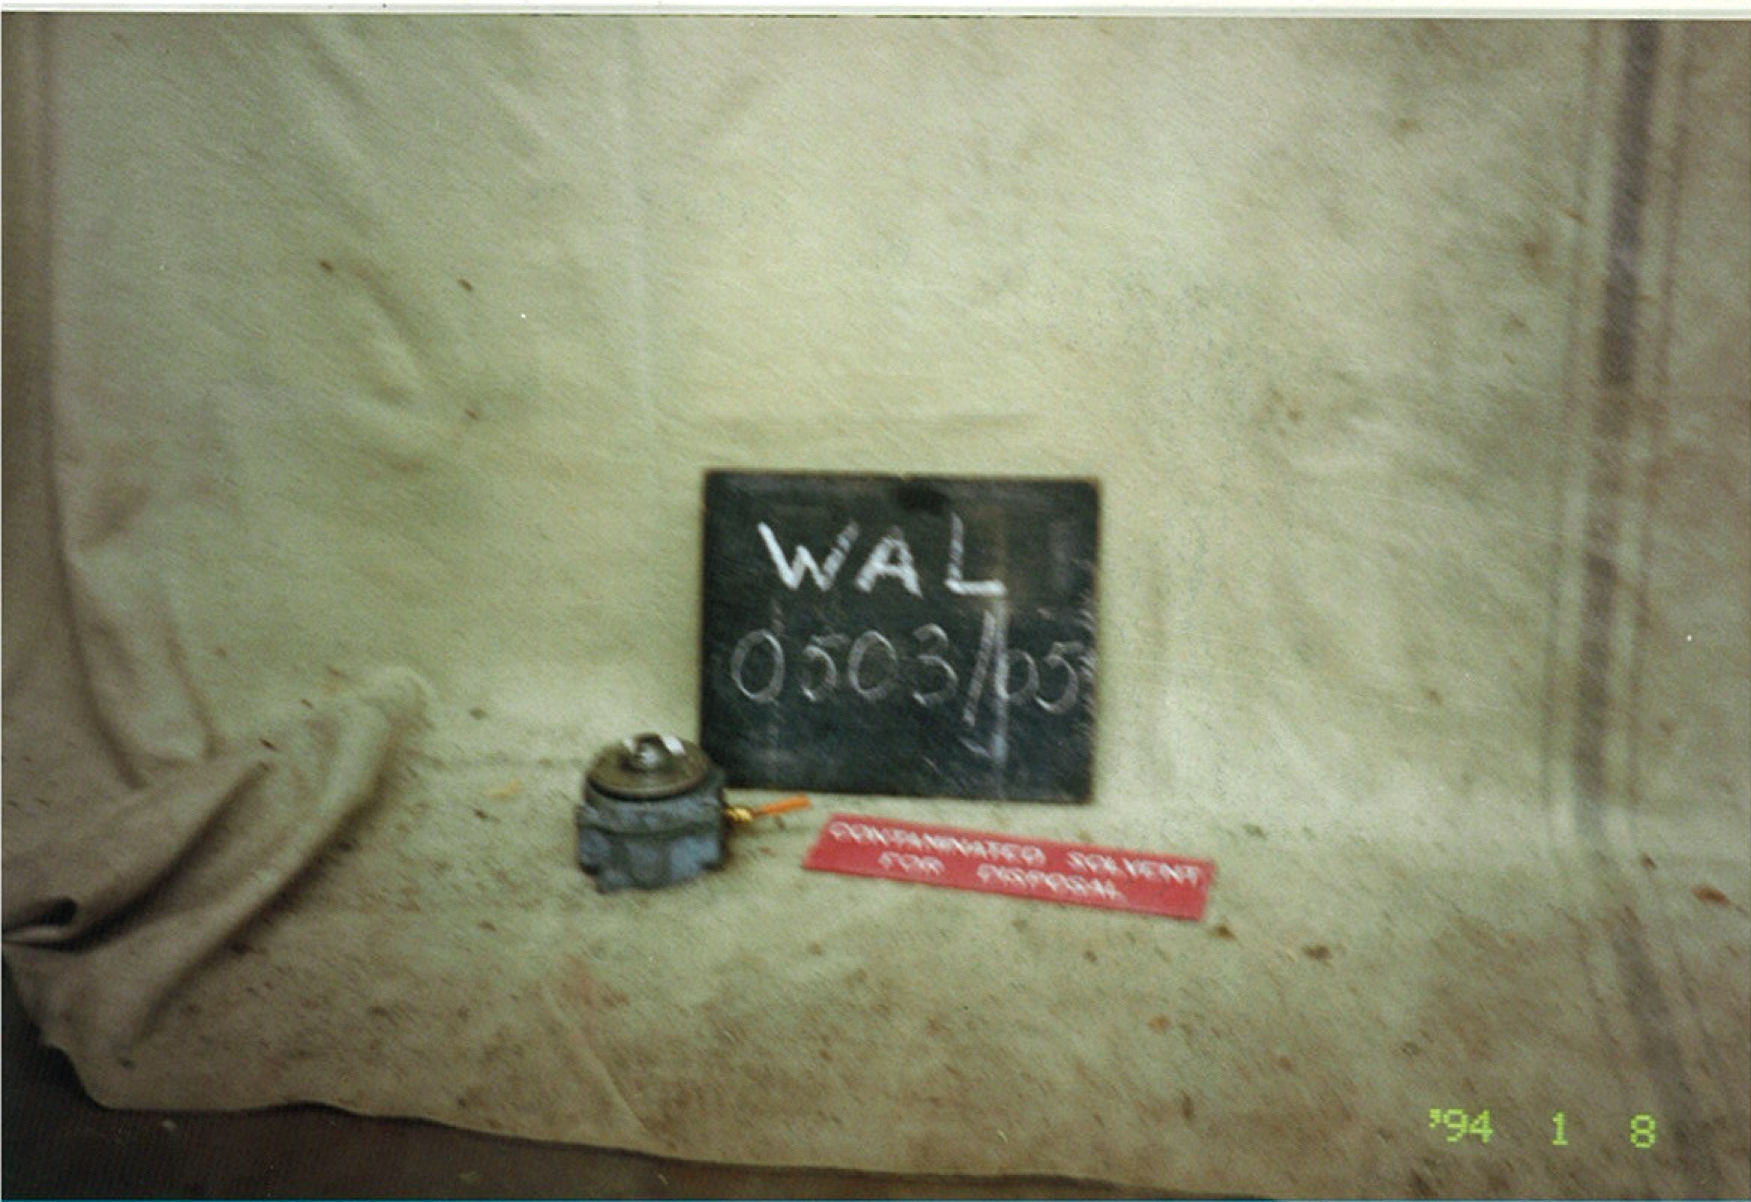 WAL
0503/05
CONTAMINATED SOLVENT
FOR DISPOSAL
'94 1 8